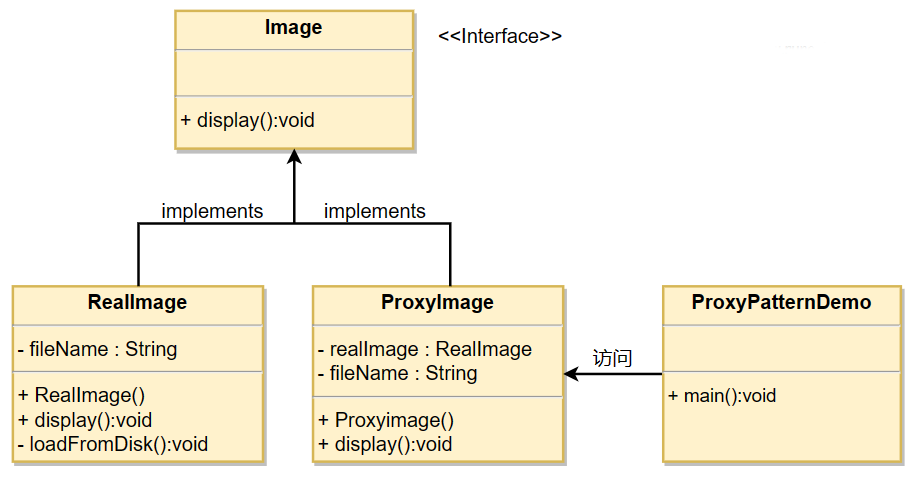 Image
<<Interface>>
+ display():void
implements
implements
RealImage
- fileName : String
+ RealImage()
+ display():void
- loadFromDisk():void
ProxyImage
- realImage : RealImage
- fileName : String
+ Proxyimage()
+ display():void
访问
ProxyPatternDemo
+ main():void